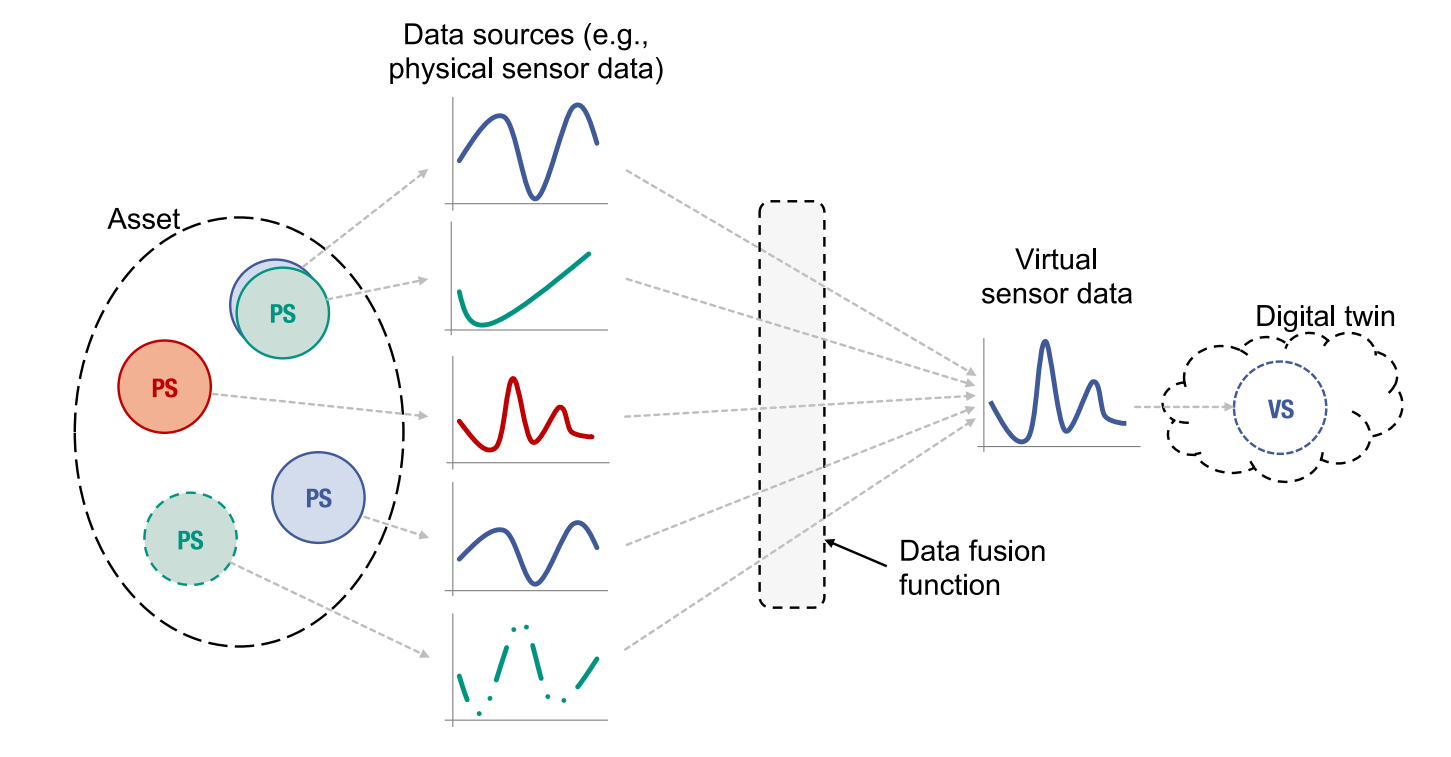 Data sources (e.g.,
physical sensor data)
Asset
PS
PS
PS
PS
Virtual
sensor data
Digital twin
VS
Data fusion
function